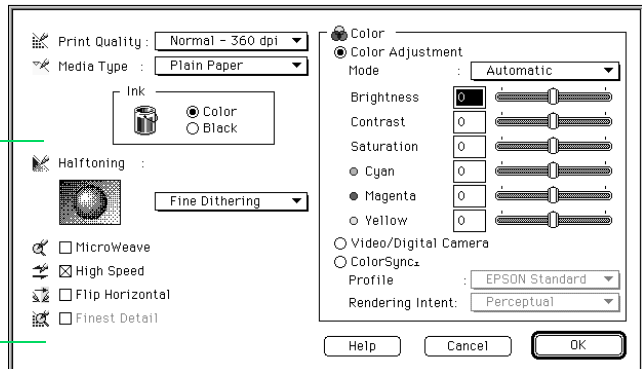 Print Quality : Normal - 360 dpi
Media Type : Plain Paper
Ink
Color
Black
Halftoning :
Fine Dithering
MicroWeave
High Speed
Flip Horizontal
Finest Detail
Color
Color Adjustment
Mode : Automatic
Brightness 0
Contrast 0
Saturation 0
Cyan 0
Magenta 0
Yellow 0
Video/Digital Camera
ColorSync
Profile : EPSON Standard
Rendering Intent: Perceptual
Help
Cancel
OK